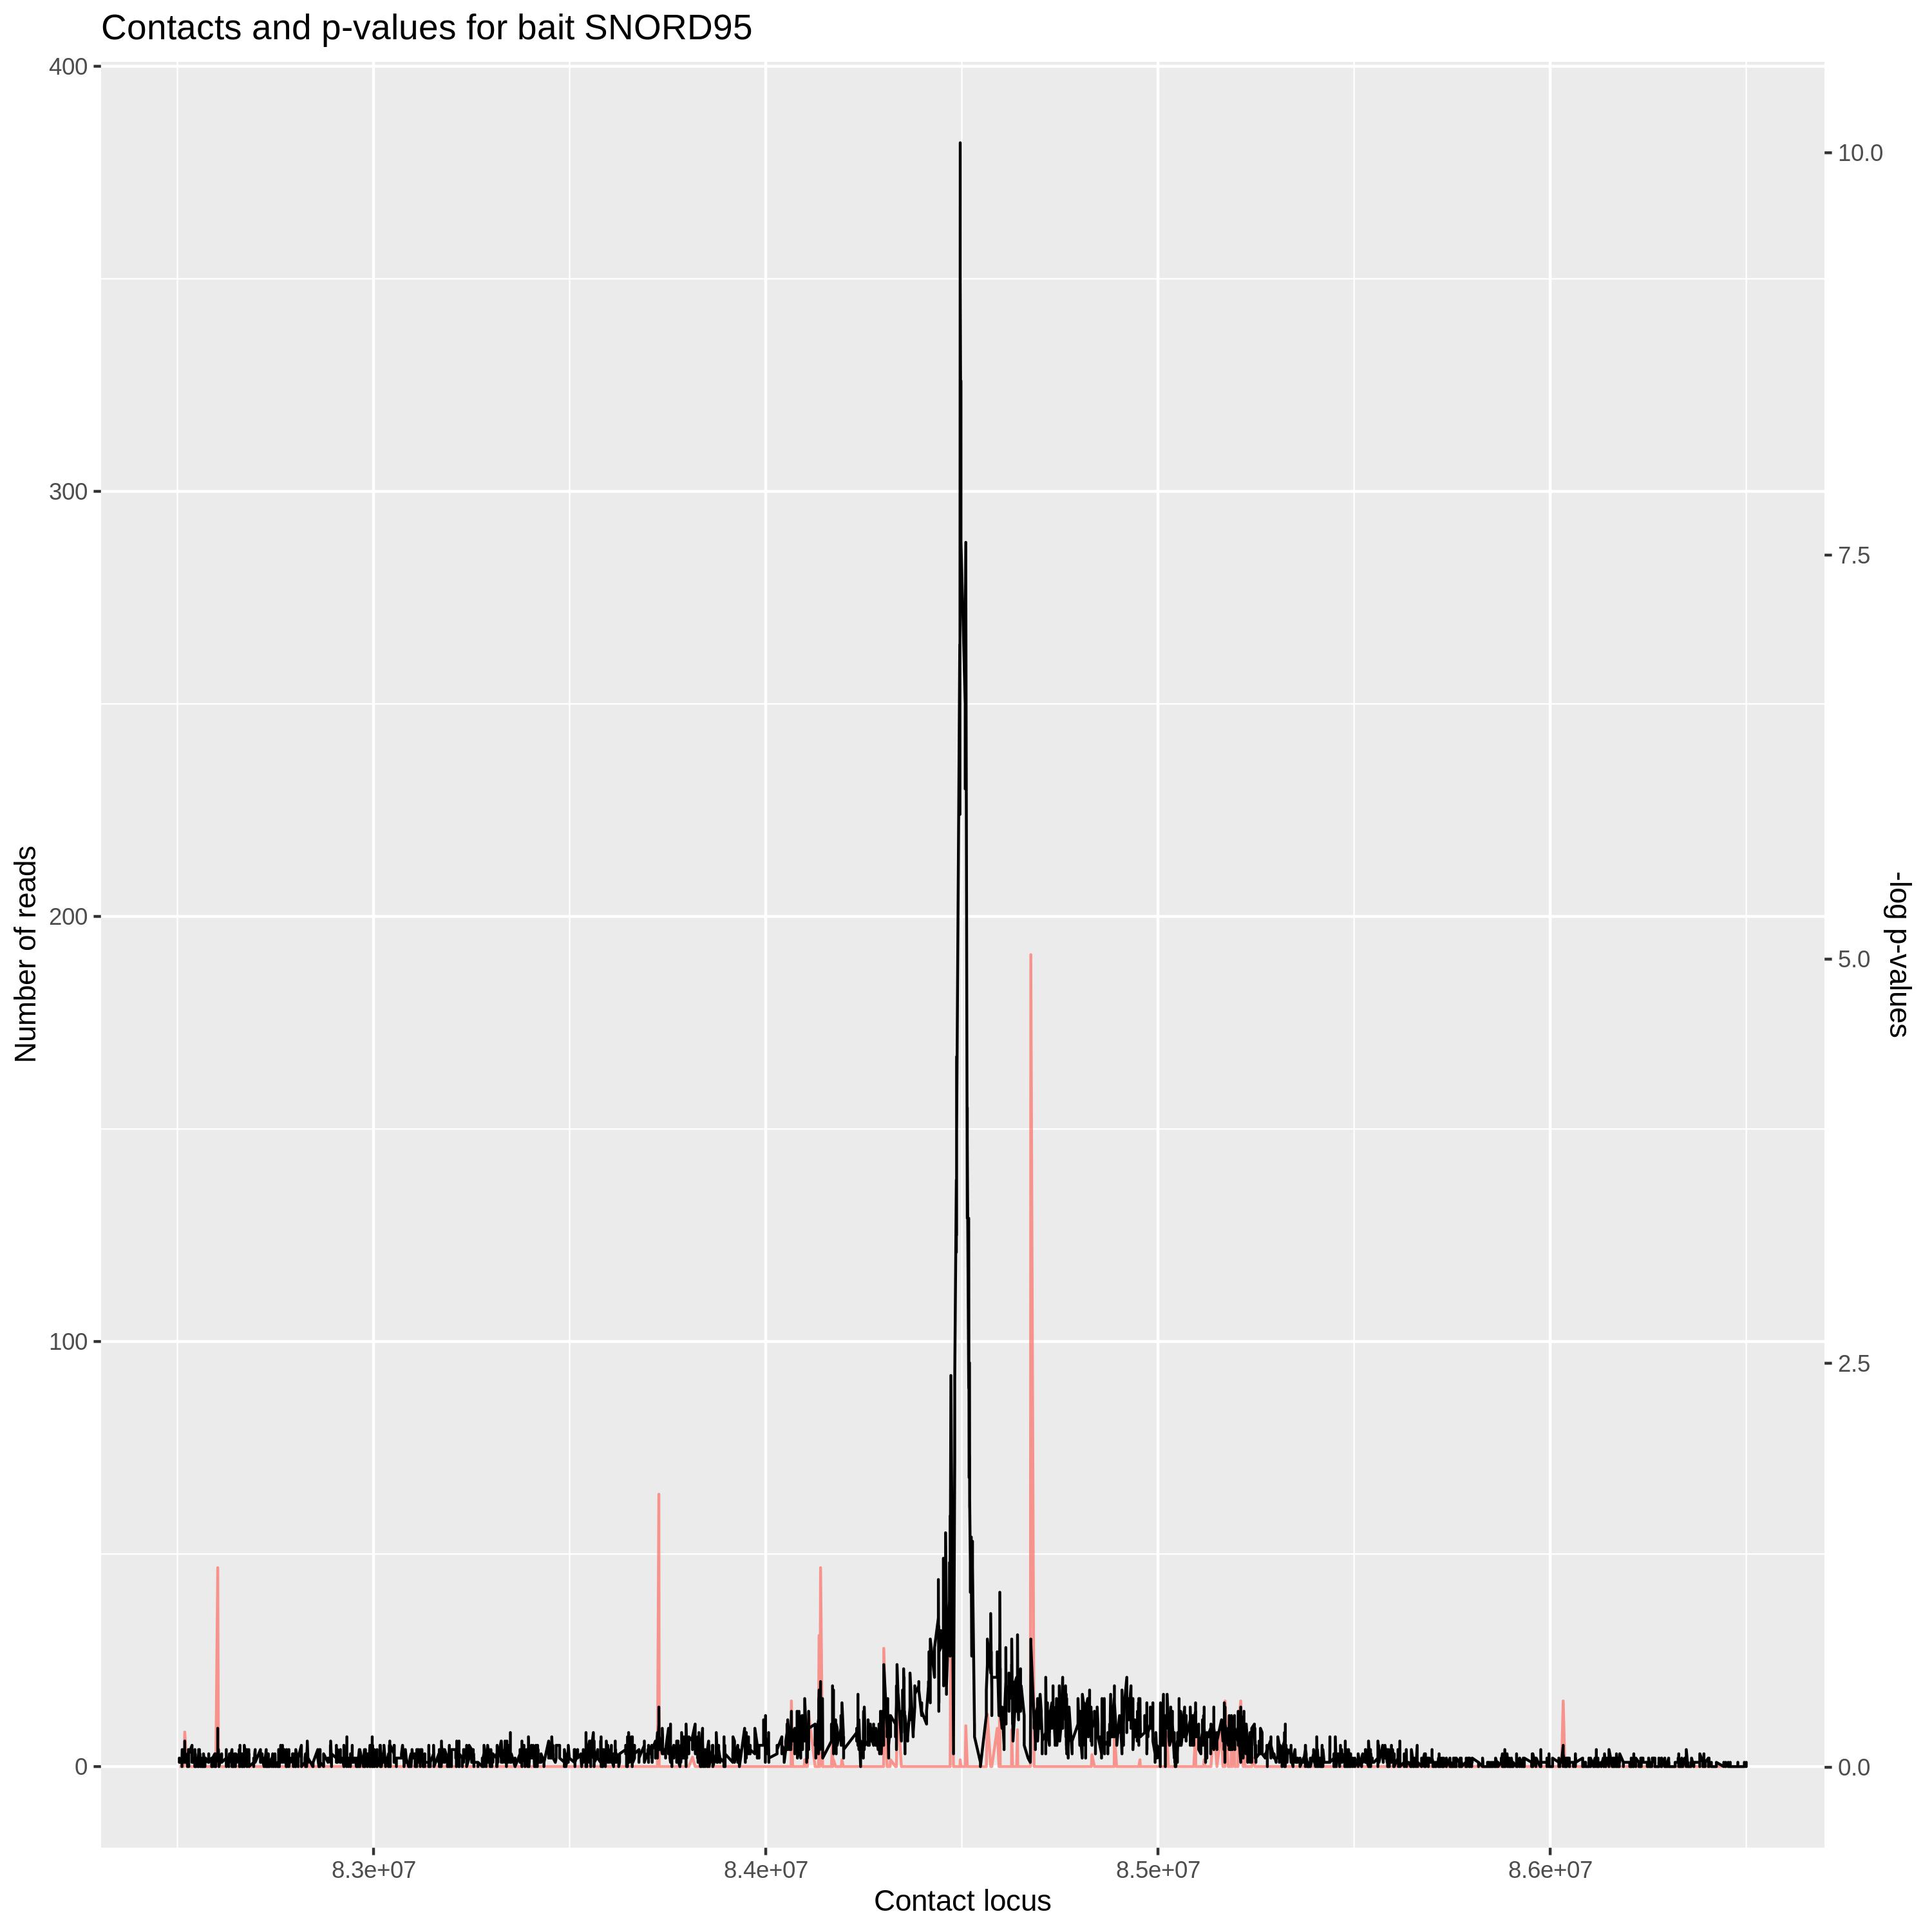 Contacts and p-values for bait SNORD95
400
300
200
100
0
Number of reads
10.0
7.5
5.0
2.5
0.0
-log p-values
8.3e+07
8.4e+07
8.5e+07
8.6e+07
Contact locus